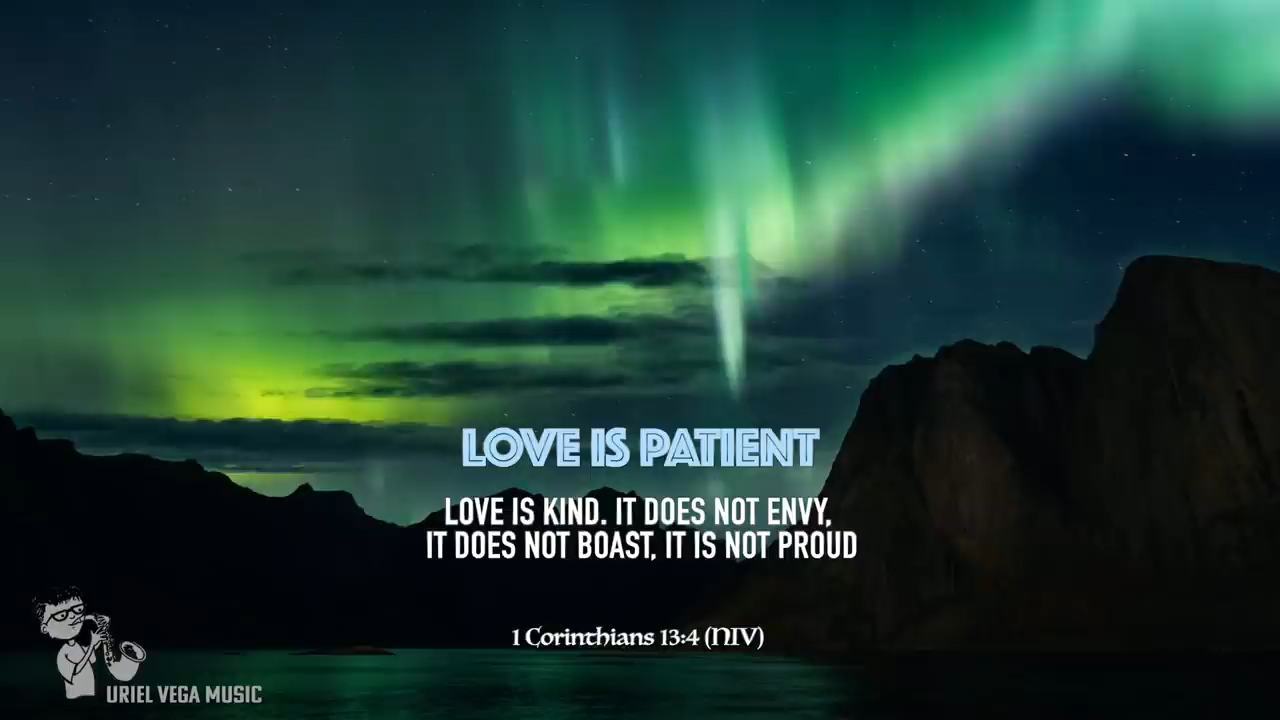 LOVE IS PATIENT
LOVE IS KIND. IT DOES NOT ENVY,
IT DOES NOT BOAST, IT IS NOT PROUD
1 Corinthians 13:4 (NIV)
URIEL VEGA MUSIC